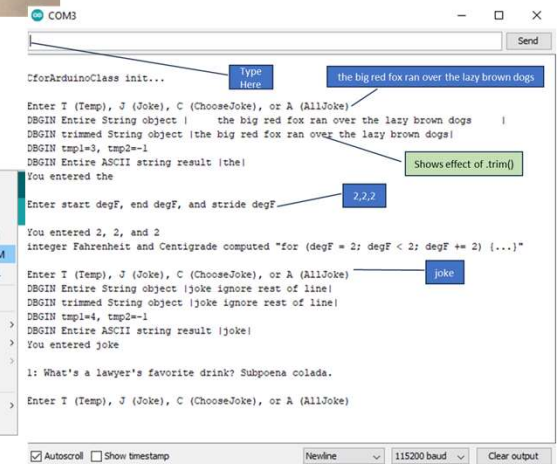 COM3
Send
Type
Here
CforArduinoClass init...
the big red fox ran over the lazy brown dogs
Enter T (Temp), J (Joke), C (ChooseJoke), or A (AllJoke)
DBGIN Entire String object |    the big red fox ran over the lazy brown dogs    |
DBGIN trimmed String object |the big red fox ran over the lazy brown dogs|
DBGIN tmp1=3, tmp2=-1
Shows effect of .trim()
DBGIN Entire ASCII string result |the|
You entered the
2,2,2
Enter start degF, end degF, and stride degF
You entered 2, 2, and 2
integer Fahrenheit and Centigrade computed "for (degF = 2; degF < 2; degF += 2) {...}"
Enter T (Temp), J (Joke), C (ChooseJoke), or A (AllJoke)
joke
DBGIN Entire String object |joke ignore rest of line|
DBGIN trimmed String object |joke ignore rest of line|
DBGIN tmp1=4, tmp2=-1
DBGIN Entire ASCII string result |joke|
You entered joke
1: What's a lawyer's favorite drink? Subpoena colada.
Enter T (Temp), J (Joke), C (ChooseJoke), or A (AllJoke)
Autoscroll Show timestamp Newline 115200 baud Clear output